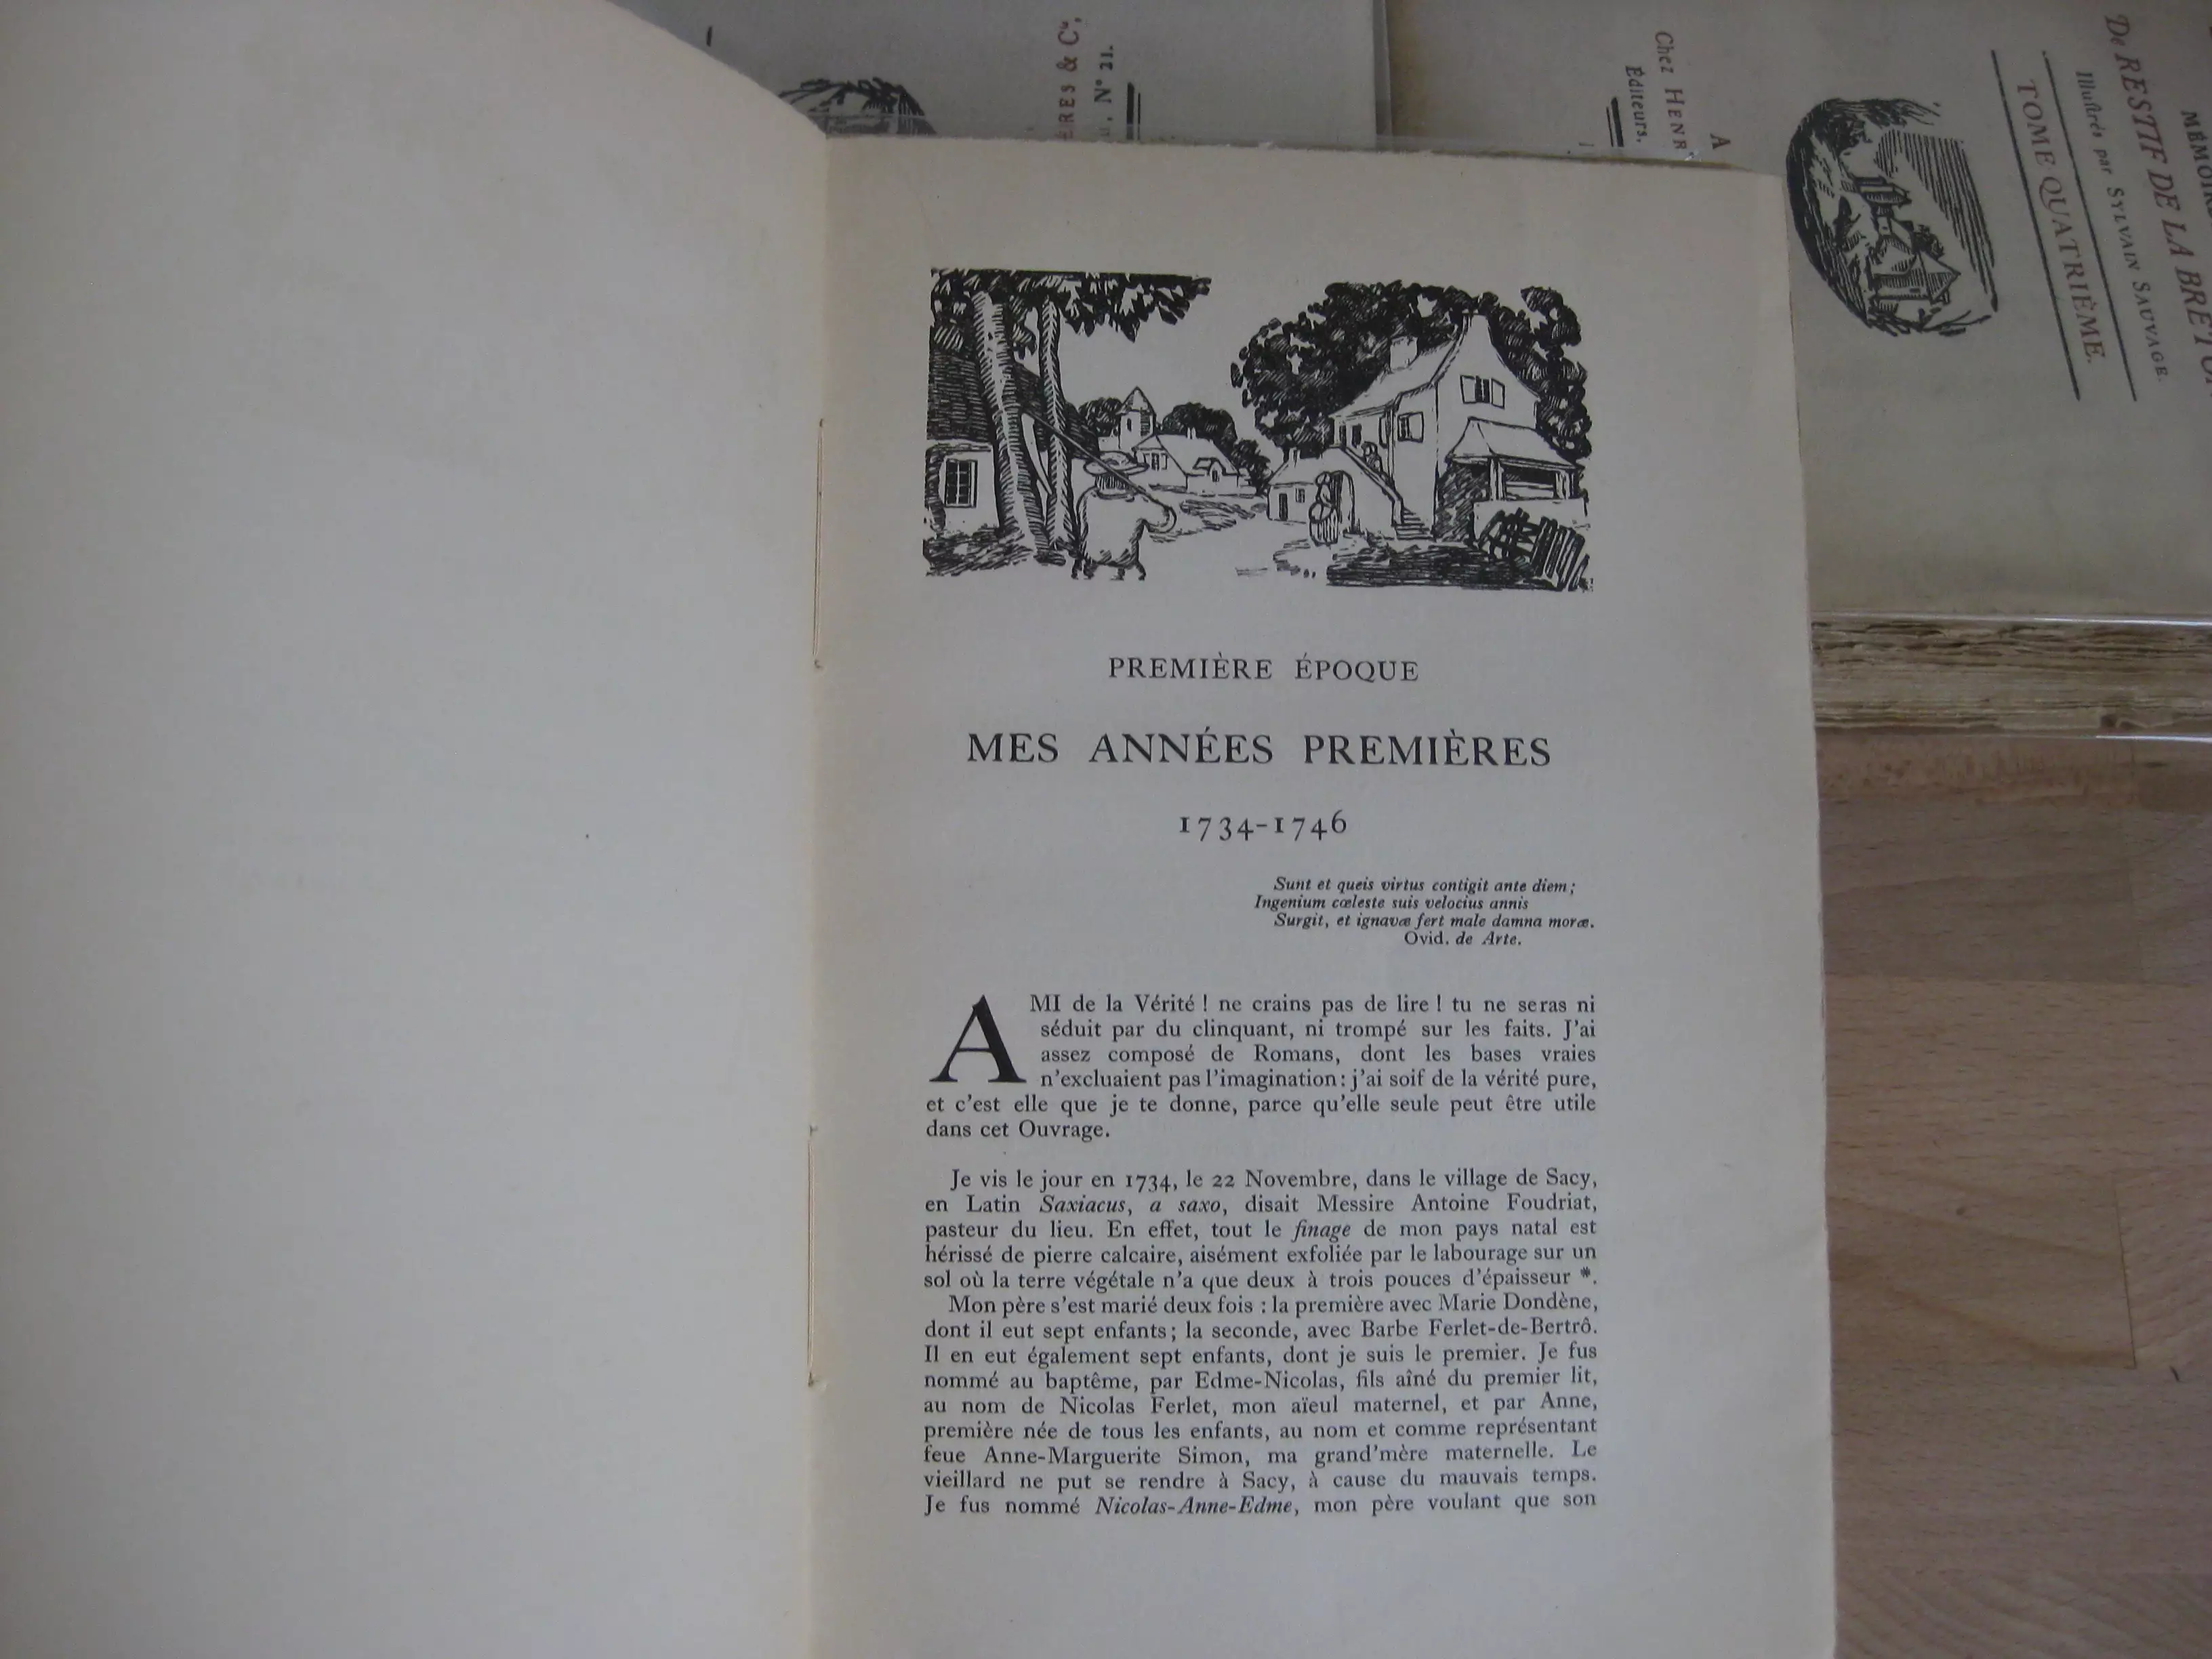 ÈRES & Cie,
N° 21.
A
Chez HENR
Éditeurs.
De RESTIF DE LA BRETON
Illustrés par SYLVAIN SAUVAGE.
TOME QUATRIÈME.
PREMIÈRE ÉPOQUE
MES ANNÉES PREMIÈRES
1734-1746
Sunt et queis virtus contigit ante diem;
Ingenium cœleste suis velocius annis
Surgit, et ignavæ fert male damna moræ.
Ovid. de Arte.
AMI de la Vérité ! ne crains pas de lire ! tu ne seras ni
séduit par du clinquant, ni trompé sur les faits. J'ai
assez composé de Romans, dont les bases vraies
n'excluaient pas l'imagination : j'ai soif de la vérité pure,
et c'est elle que je te donne, parce qu'elle seule peut être utile
dans cet Ouvrage.
Je vis le jour en 1734, le 22 Novembre, dans le village de Sacy,
en Latin Saxiacus, a saxo, disait Messire Antoine Foudriat,
pasteur du lieu. En effet, tout le finage de mon pays natal est
hérissé de pierre calcaire, aisément exfoliée par le labourage sur un
sol où la terre végétale n'a que deux à trois pouces d'épaisseur *.
Mon père s'est marié deux fois : la première avec Marie Dondène,
dont il eut sept enfants; la seconde, avec Barbe Ferlet-de-Bertrô.
Il en eut également sept enfants, dont je suis le premier. Je fus
nommé au baptême, par Edme-Nicolas, fils aîné du premier lit,
au nom de Nicolas Ferlet, mon aïeul maternel, et par Anne,
première née de tous les enfants, au nom et comme représentant
feue Anne-Marguerite Simon, ma grand'mère maternelle. Le
vieillard ne put se rendre à Sacy, à cause du mauvais temps.
Je fus nommé Nicolas-Anne-Edme, mon père voulant que son